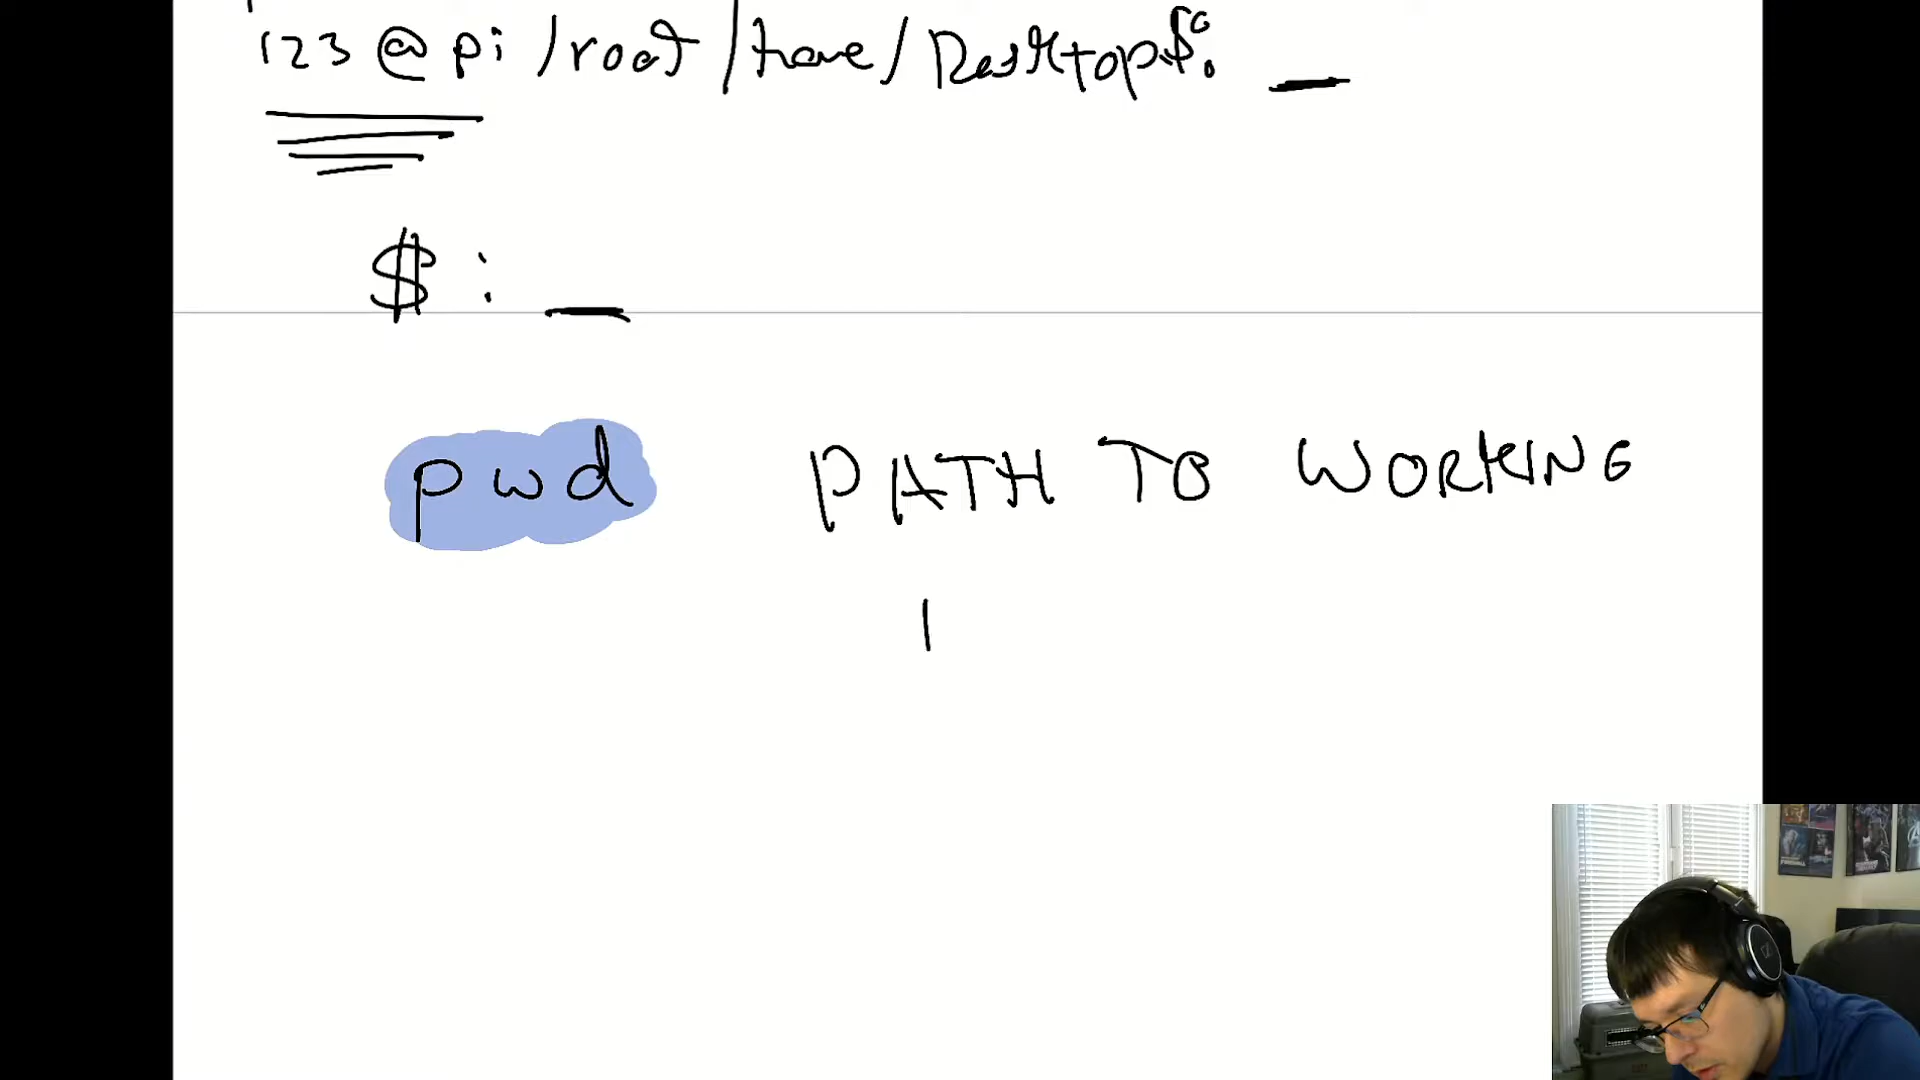 123@pi/root/home/Desktop$: _
$ : _
pwd PATH TO WORKING